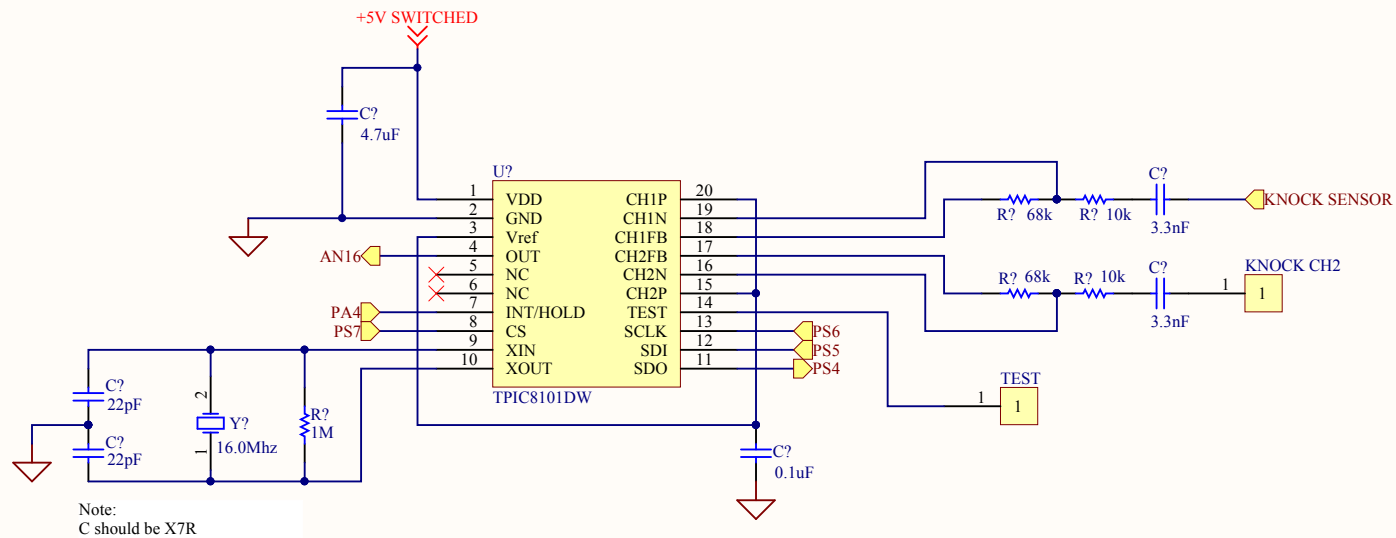 +5V SWITCHED
C?
4.7uF
U?
1 VDD
2 GND
3 Vref
4 OUT
5 NC
6 NC
7 INT/HOLD
8 CS
9 XIN
10 XOUT
CH1P 20
CH1N 19
CH1FB 18
CH2FB 17
CH2N 16
CH2P 15
TEST 14
SCLK 13
SDI 12
SDO 11
TPIC8101DW
AN16
PA4
PS7
PS6
PS5
PS4
C?
22pF
C?
22pF
2
Y?
1
16.0Mhz
R?
1M
C?
R? 68k
R? 10k
3.3nF
KNOCK SENSOR
R? 68k
R? 10k
C?
3.3nF
KNOCK CH2
1
1
TEST
1
1
C?
0.1uF
Note:
C should be X7R